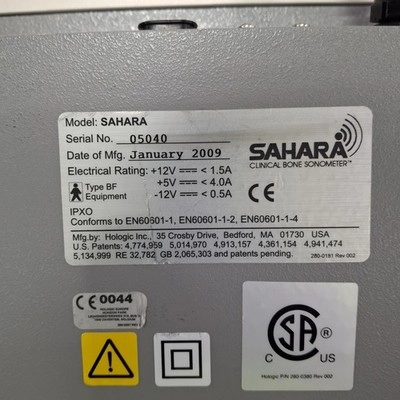 Model: SAHARA
Serial No. 05040
Date of Mfg. January 2009
Electrical Rating: +12V < 1.5A
+5V < 4.0A
-12V < 0.5A
Type BF
Equipment
IPXO
Conforms to EN60601-1, EN60601-1-2, EN60601-1-4
SAHARA
CLINICAL BONE SONOMETER™
CE
Mfg.by: Hologic Inc., 35 Crosby Drive, Bedford, MA 01730 USA
U.S. Patents: 4,774,959 5,014,970 4,913,157 4,361,154 4,941,474
5,134,999 RE 32,782 GB 2,065,303 and patents pending.
280-0181 Rev 002
CE 0044
C US
Hologic P/N 280-0380 Rev 002